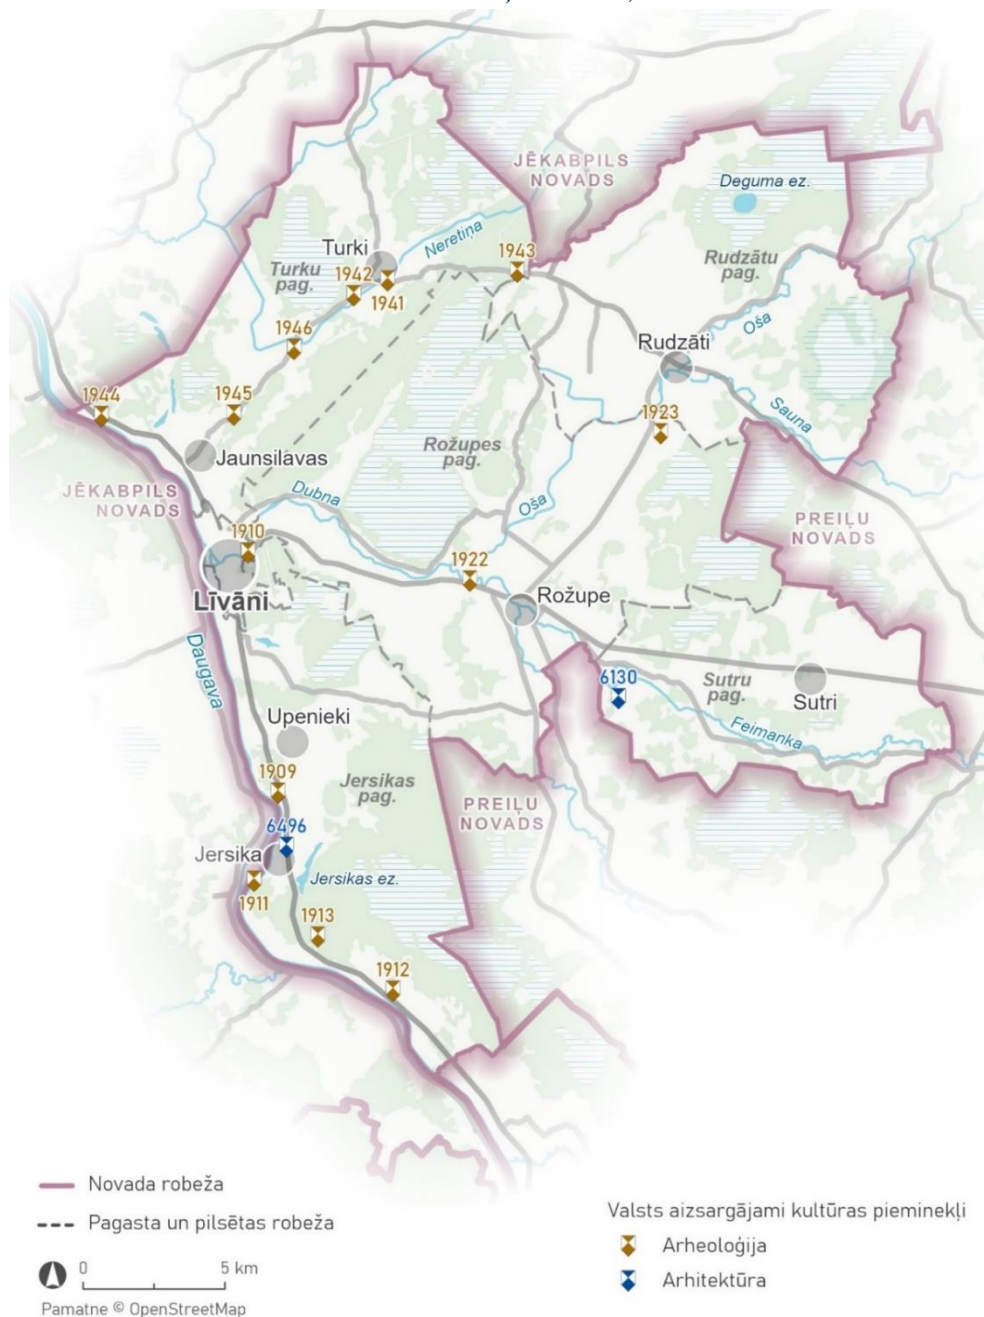 JĒKABPILS
NOVADS
Deguma ez.
Neretiņa
Turki
1943
Turku
pag.
1942
1941
Rudzātu
pag.
Oša
1946
Rudzāti
1944
1945
1923
Sauna
Rožupes
pag.
Jaunsilavas
JĒKABPILS
NOVADS
Dubna
Oša
PREIĻU
NOVADS
1910
1922
Līvāni
Rožupe
Daugava
6130
Sutru
pag.
Sutri
Upenieki
Feimanka
1909
Jersikas
pag.
PREIĻU
NOVADS
6496
Jersika
Jersikas ez.
1911
1913
1912
Novada robeža
Pagasta un pilsētas robeža
0 5 km
Pamatne © OpenStreetMap
Valsts aizsargājami kultūras pieminekļi
Arheoloģija
Arhitektūra